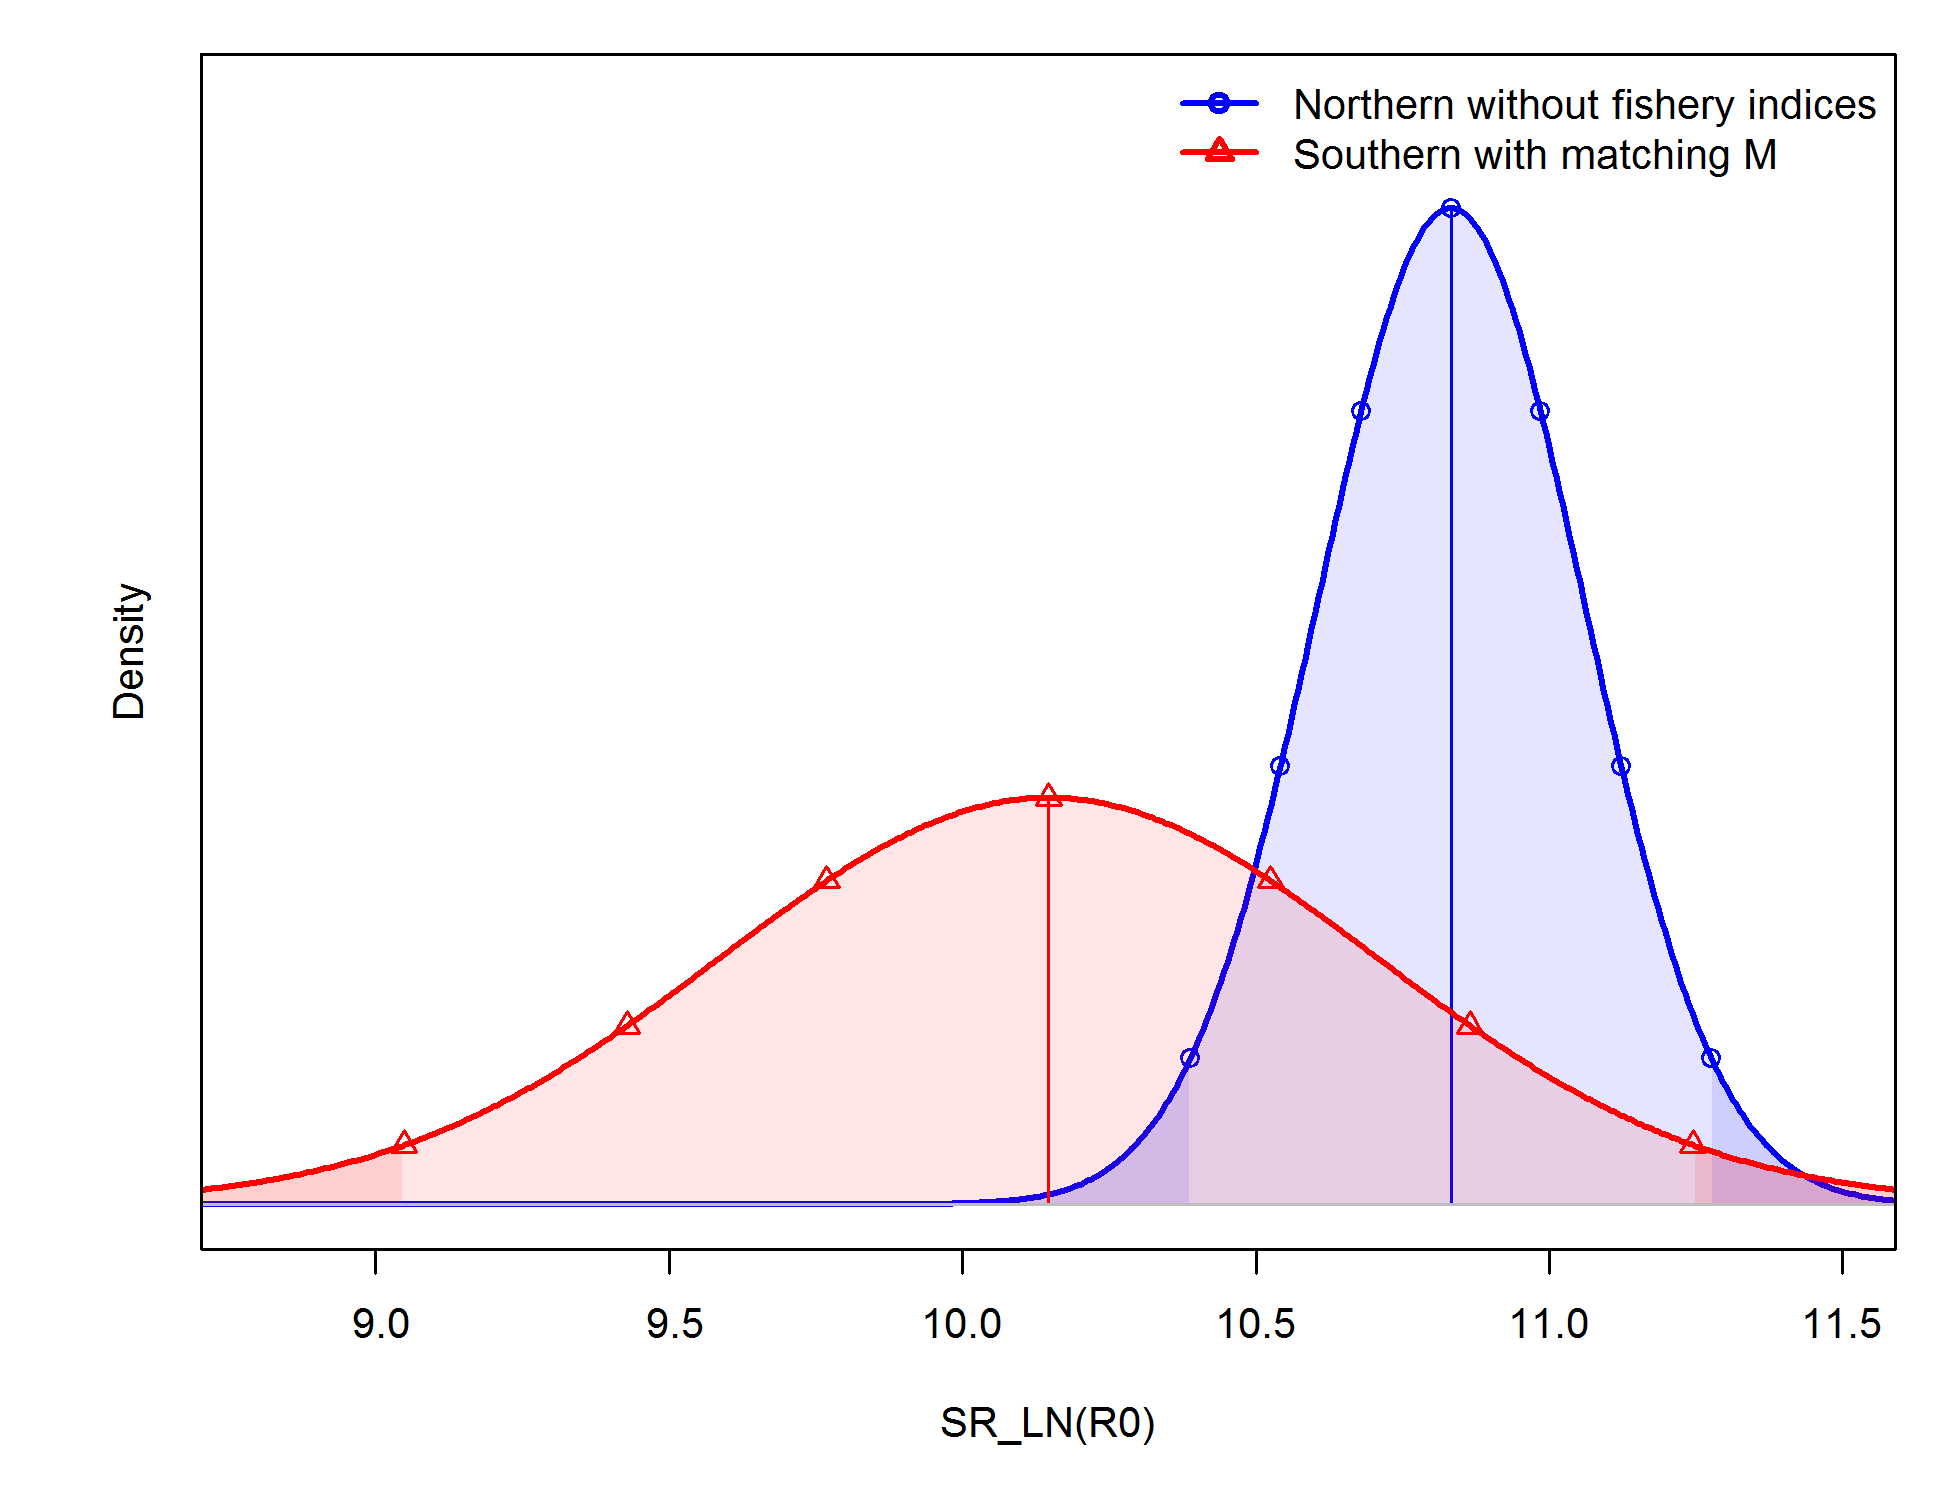 Northern without fishery indices
Southern with matching M
Density
9.0 9.5 10.0 10.5 11.0 11.5
SR_LN(R0)